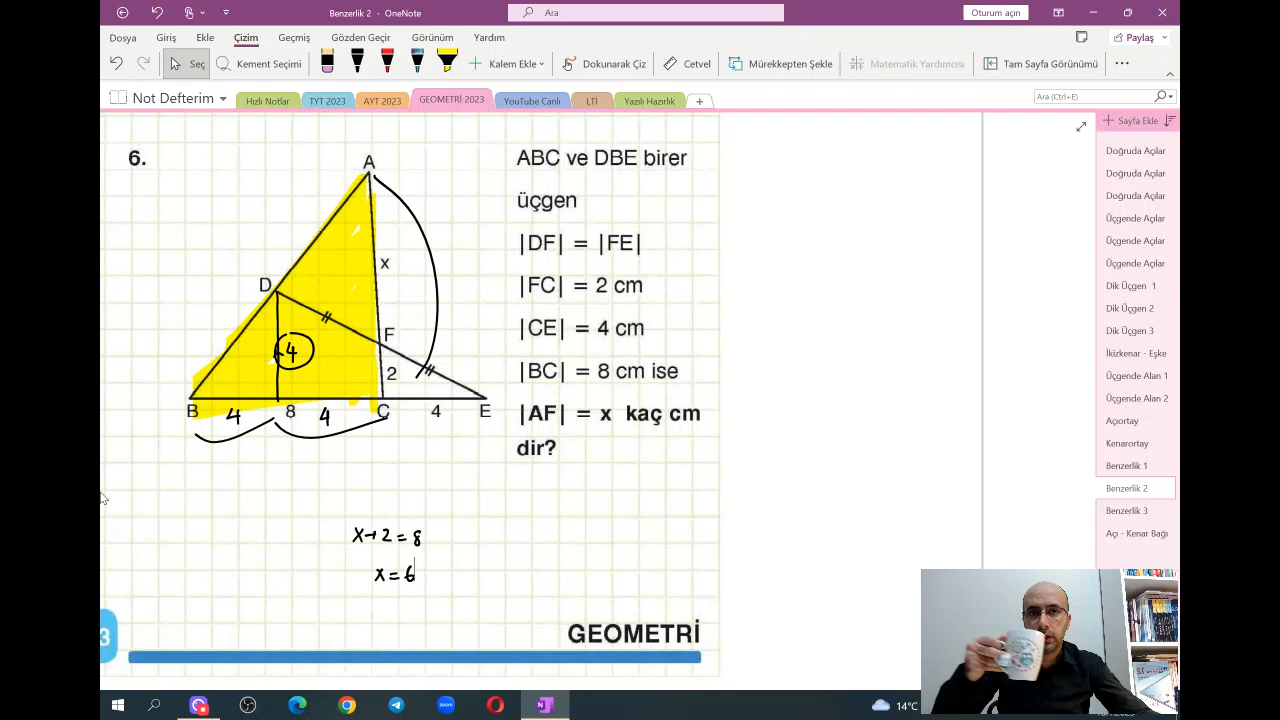 Benzerlik 2 - OneNote
Ara
Oturum açın
Dosya
Giriş
Ekle
Çizim
Geçmiş
Gözden Geçir
Görünüm
Yardım
Paylaş
Seç
Kement Seçimi
Kalem Ekle
Dokunarak Çiz
Cetvel
Mürekkepten Şekle
Matematik Yardımcısı
Tam Sayfa Görünümü
Not Defterim
Hızlı Notlar
TYT 2023
AYT 2023
GEOMETRİ 2023
YouTube Canlı
LTİ
Yazılı Hazırlık
Ara (Ctrl+E)
Sayfa Ekle
Doğruda Açılar
Doğruda Açılar
Doğruda Açılar
Üçgende Açılar
Üçgende Açılar
Üçgende Açılar
Dik Üçgen 1
Dik Üçgen 2
Dik Üçgen 3
İkizkenar - Eşke
Üçgende Alan 1
Üçgende Alan 2
Açıortay
Kenarortay
Benzerlik 1
Benzerlik 2
Benzerlik 3
Açı - Kenar Bağı
6.
A
x
D
F
4
2
B
4
8
4
C
4
E
ABC ve DBE birer
üçgen
|DF| = |FE|
|FC| = 2 cm
|CE| = 4 cm
|BC| = 8 cm ise
|AF| = x kaç cm
dir?
x+2=8
x=6
3
GEOMETRİ
zoom
14°C